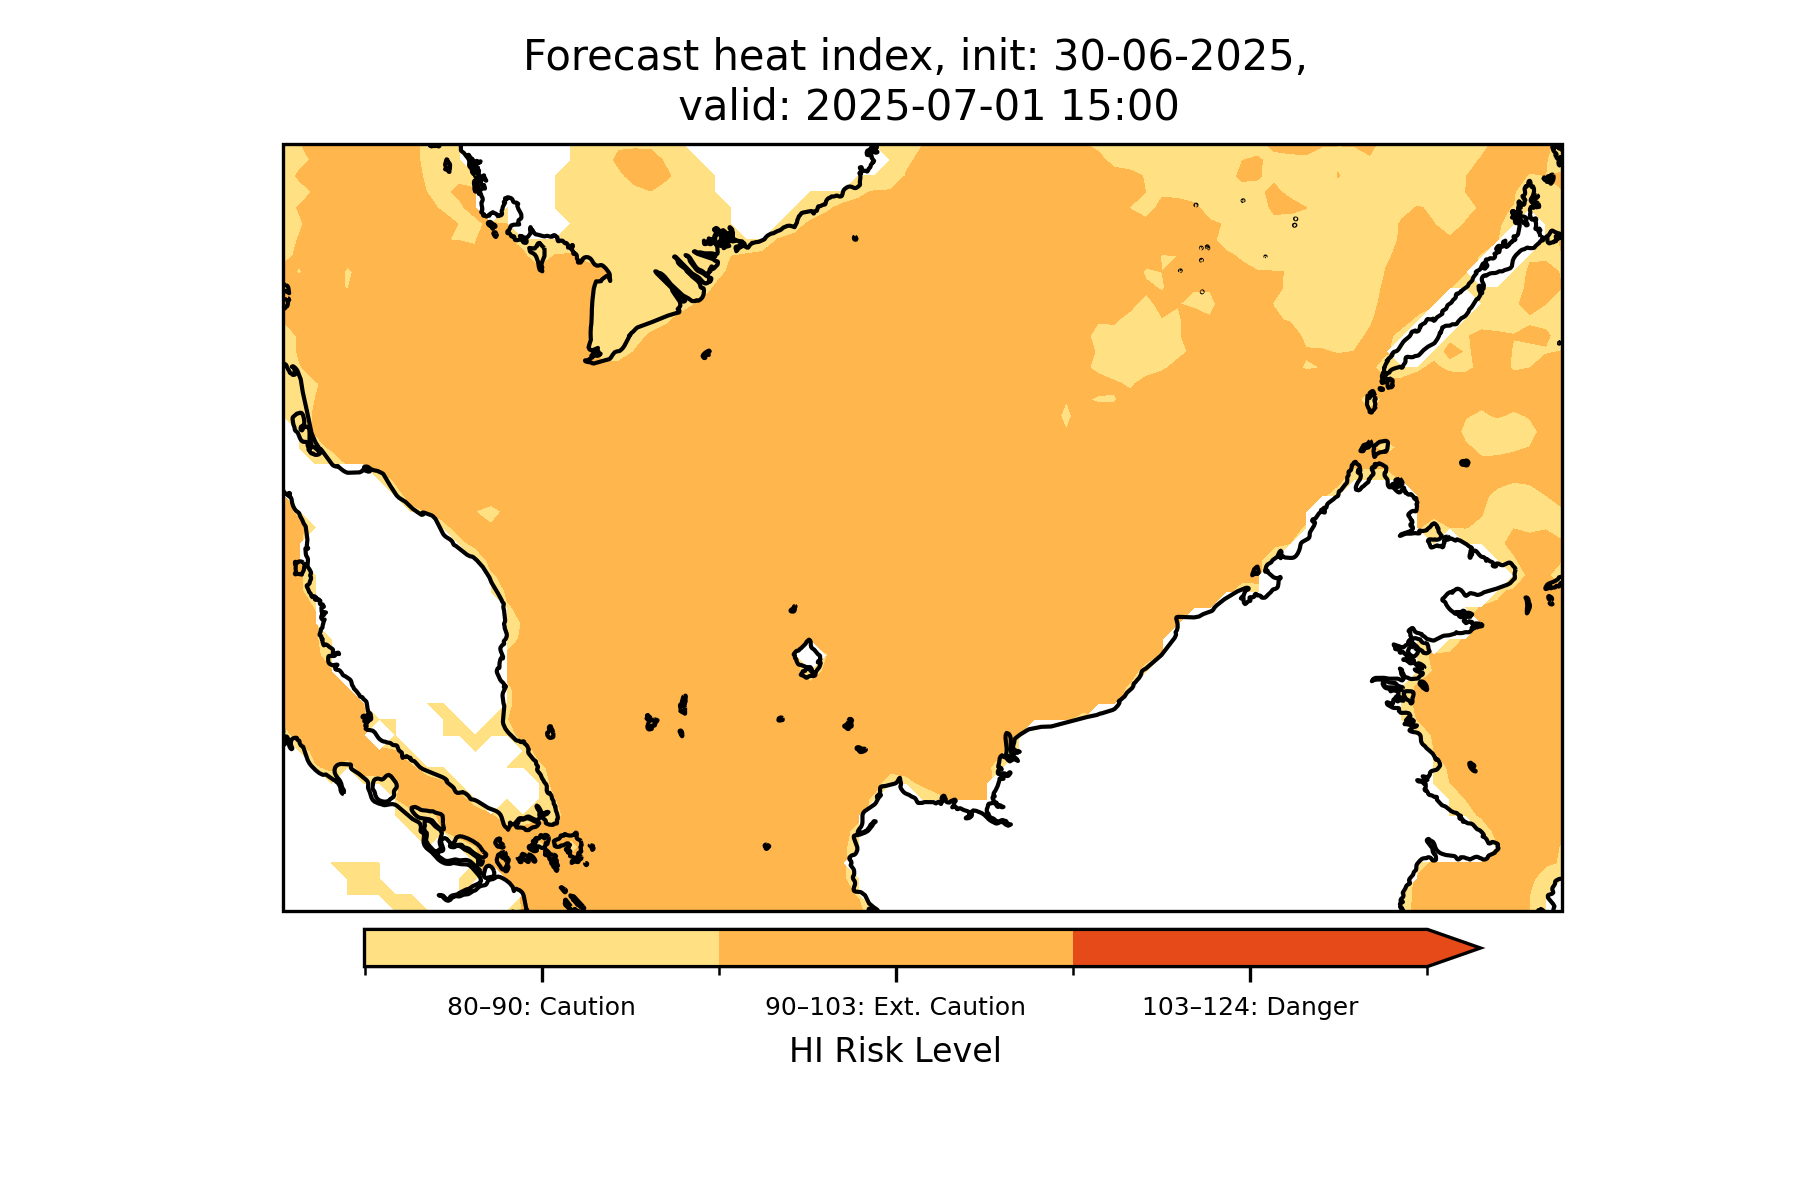 Forecast heat index, init: 30-06-2025,
valid: 2025-07-01 15:00
80–90: Caution
90–103: Ext. Caution
103–124: Danger
HI Risk Level